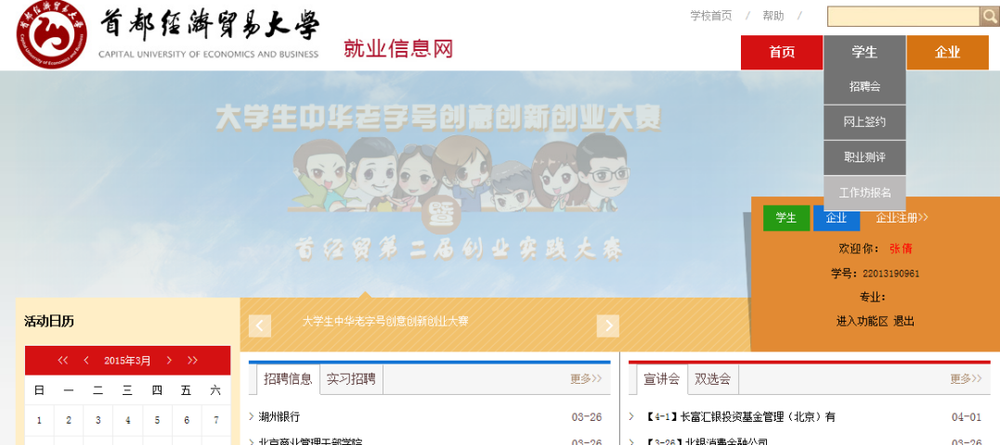 首都经济贸易大学
CAPITAL UNIVERSITY OF ECONOMICS AND BUSINESS
就业信息网
学校首页 / 帮助 /
首页 学生 企业
招聘会
网上签约
职业测评
工作坊报名
大学生中华老字号创意创新创业大赛
暨
首经贸第二届创业实践大赛
学生 企业 企业注册>>
欢迎你： 张倩
学号：22013190961
专业：
进入功能区 退出
大学生中华老字号创意创新创业大赛
活动日历
<< < 2015年3月 > >>
日 一 二 三 四 五 六
1 2 3 4 5 6 7
招聘信息 实习招聘 更多>>
湖州银行 03-26
北京商业管理干部学院 03-26
宣讲会 双选会 更多>>
【4-1】长富汇银投资基金管理（北京）有 04-01
【3-26】北银消费金融公司 03-26